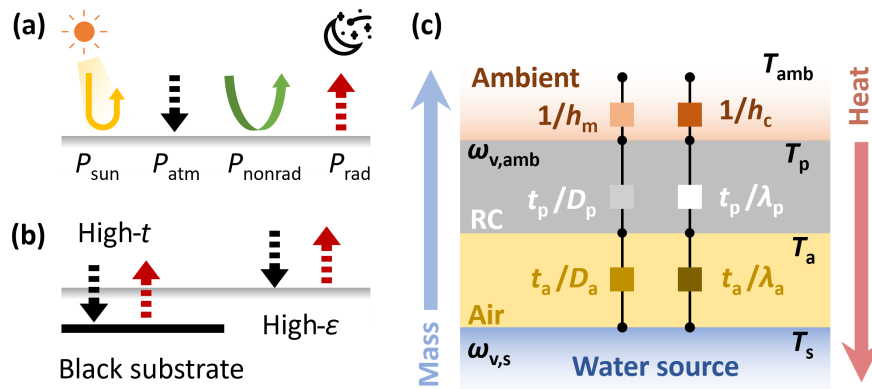 (a)
P_sun P_atm P_nonrad P_rad
(b)
High-t
High-ε
Black substrate
(c)
Mass
Heat
Ambient
T_amb
1/h_m 1/h_c
ω_v,amb
T_p
t_p/D_p t_p/λ_p
RC
T_a
t_a/D_a t_a/λ_a
Air
T_s
ω_v,s
Water source